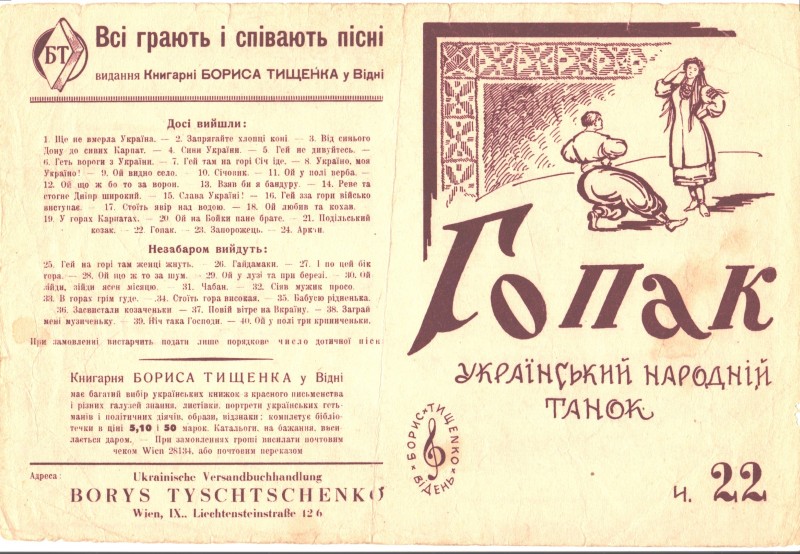 БТ
Всі грають і співають пісні
видання Книгарні БОРИСА ТИЩЕНКА у Відні
Досі вийшли:
1. Ще не вмерла Україна. — 2. Запрягайте хлопці коні. — 3. Від синього
Дону до сивих Карпат. — 4. Сини України. — 5. Гей не дивуйтесь. —
6. Геть вороги з України. — 7. Гей там на горі Січ іде. — 8. Україно, моя
Україно! — 9. Ой видно село. — 10. Січовик. — 11. Ой у полі верба. —
12. Ой що ж бо то за ворон. 13. Взяв би я бандуру. — 14. Реве та
стогне Дніпр широкий. — 15. Слава Україні! — 16. Гей зза гори військо
виступає. — 17. Стоїть явір над водою. — 18. Ой любив та кохав.
19. У горах Карпатах. — 20 Ой на Бойки пане брате. — 21. Подільський
козак. — 22. Гопак. — 23. Запорожець. — 24. Аркан.
Незабаром вийдуть:
25. Гей на горі там женці жнуть. — 26. Гайдамаки. — 27. І по цей бік
гора. — 28. Ой що ж то за шум. — 29. Ой у лузі та при березі. — 30. Ой
зійди, зійди ясен місяцю. — 31. Чабан. — 32. Сіяв мужик просо.
33. В горах грім гуде. — 34. Стоїть гора високая. — 35. Бабусю рідненька.
36. Засвистали козаченьки — 37. Повій вітре на Вкраїну. — 38. Заграй
мені музиченьку. — 39. Ніч така Господи. — 40. Ой у полі три криниченьки.
При замовленні вистарчить подати лише порядкове число дотичної пісн
Книгарня БОРИСА ТИЩЕНКА у Відні
має багатий вибір українських книжок з красного письменства
і різних галузей знання, листівки, портрети українських геть-
манів і політичних діячів, образи, відзнаки: комплетує бібліо-
течки в ціні 5,10 і 50 марок. Катальоги, на бажання, виси-
лається даром. — При замовленнях гроші висилати почтовим
чеком Wien 28134, або почтовим переказом
Адреса:
Ukrainische Versandbuchhandlung
BORYS TYSCHTSCHENKO
Wien, IX., Liechtensteinstraße 126
Гопак
УКРАЇНСЬКИЙ НАРОДНІЙ
ТАНОК
БОРИС ТИЩЕНКО
ВІДЕНЬ
ч. 22